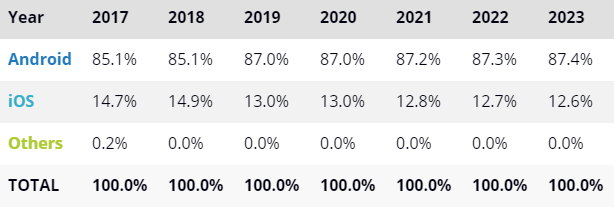 Year 2017 2018 2019 2020 2021 2022 2023
Android 85.1% 85.1% 87.0% 87.0% 87.2% 87.3% 87.4%
iOS 14.7% 14.9% 13.0% 13.0% 12.8% 12.7% 12.6%
Others 0.2% 0.0% 0.0% 0.0% 0.0% 0.0% 0.0%
TOTAL 100.0% 100.0% 100.0% 100.0% 100.0% 100.0% 100.0%